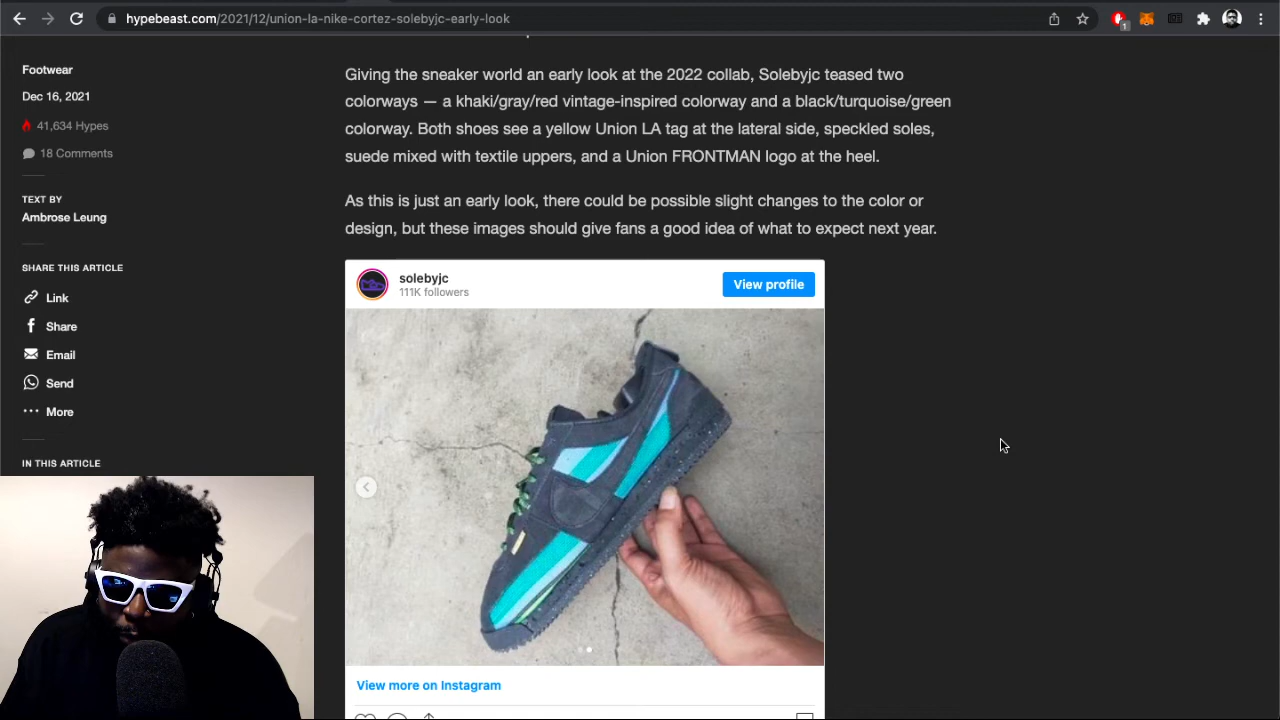 hypebeast.com/2021/12/union-la-nike-cortez-solebyjc-early-look
1
Footwear
Dec 16, 2021
41,634 Hypes
18 Comments
TEXT BY
Ambrose Leung
SHARE THIS ARTICLE
Link
Share
Email
Send
More
IN THIS ARTICLE
Giving the sneaker world an early look at the 2022 collab, Solebyjc teased two
colorways — a khaki/gray/red vintage-inspired colorway and a black/turquoise/green
colorway. Both shoes see a yellow Union LA tag at the lateral side, speckled soles,
suede mixed with textile uppers, and a Union FRONTMAN logo at the heel.
As this is just an early look, there could be possible slight changes to the color or
design, but these images should give fans a good idea of what to expect next year.
solebyjc
111K followers
View profile
View more on Instagram